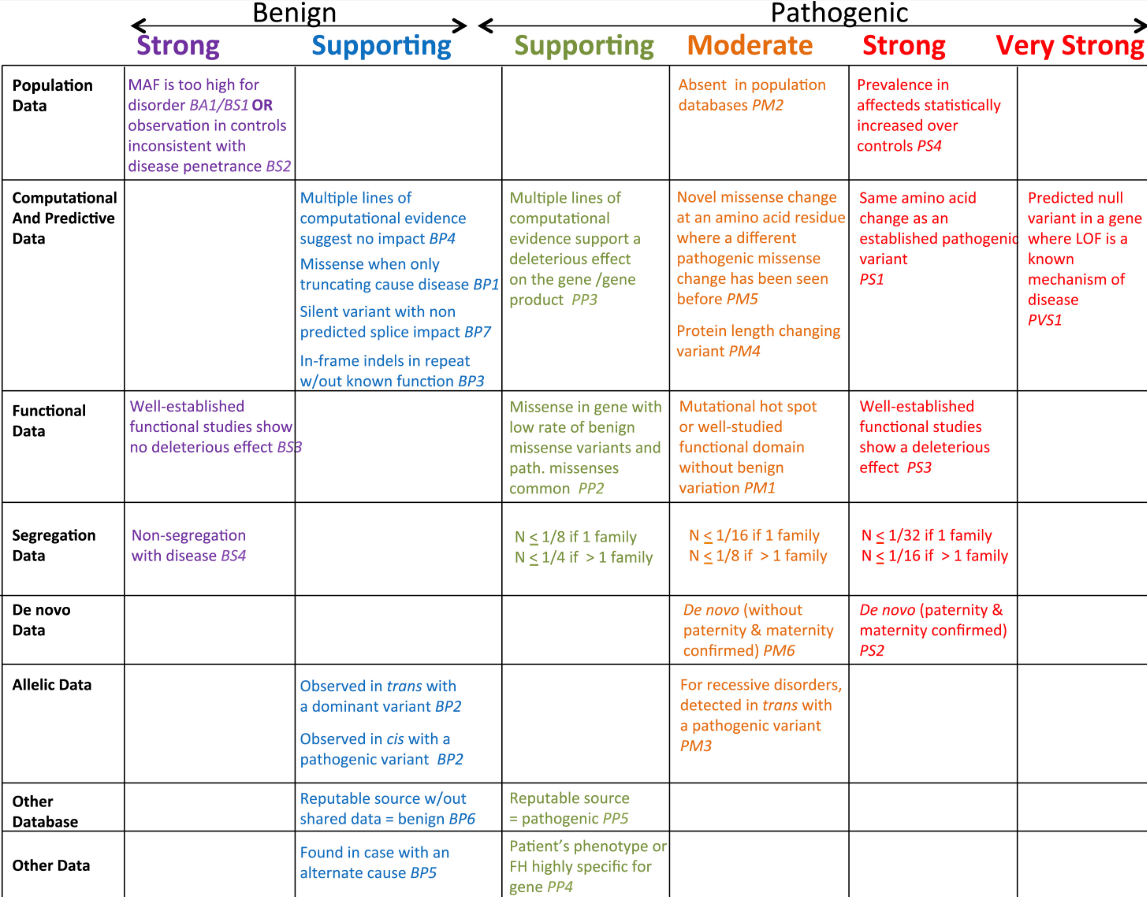 Benign
Pathogenic
Strong
Supporting
Supporting
Moderate
Strong
Very Strong
Population
Data
MAF is too high for
disorder BA1/BS1 OR
observation in controls
inconsistent with
disease penetrance BS2
Absent in population
databases PM2
Prevalence in
affecteds statistically
increased over
controls PS4
Computational
And Predictive
Data
Multiple lines of
computational evidence
suggest no impact BP4
Missense when only
truncating cause disease BP1
Silent variant with non
predicted splice impact BP7
In-frame indels in repeat
w/out known function BP3
Multiple lines of
computational
evidence support a
deleterious effect
on the gene /gene
product PP3
Novel missense change
at an amino acid residue
where a different
pathogenic missense
change has been seen
before PM5
Protein length changing
variant PM4
Same amino acid
change as an
established pathogenic
variant
PS1
Predicted null
variant in a gene
where LOF is a
known
mechanism of
disease
PVS1
Functional
Data
Well-established
functional studies show
no deleterious effect BS3
Missense in gene with
low rate of benign
missense variants and
path. missenses
common PP2
Mutational hot spot
or well-studied
functional domain
without benign
variation PM1
Well-established
functional studies
show a deleterious
effect PS3
Segregation
Data
Non-segregation
with disease BS4
N ≤ 1/8 if 1 family
N ≤ 1/4 if > 1 family
N ≤ 1/16 if 1 family
N ≤ 1/8 if > 1 family
N ≤ 1/32 if 1 family
N ≤ 1/16 if > 1 family
De novo
Data
De novo (without
paternity & maternity
confirmed) PM6
De novo (paternity &
maternity confirmed)
PS2
Allelic Data
Observed in trans with
a dominant variant BP2
Observed in cis with a
pathogenic variant BP2
For recessive disorders,
detected in trans with
a pathogenic variant
PM3
Other
Database
Reputable source w/out
shared data = benign BP6
Reputable source
= pathogenic PP5
Other Data
Found in case with an
alternate cause BP5
Patient's phenotype or
FH highly specific for
gene PP4